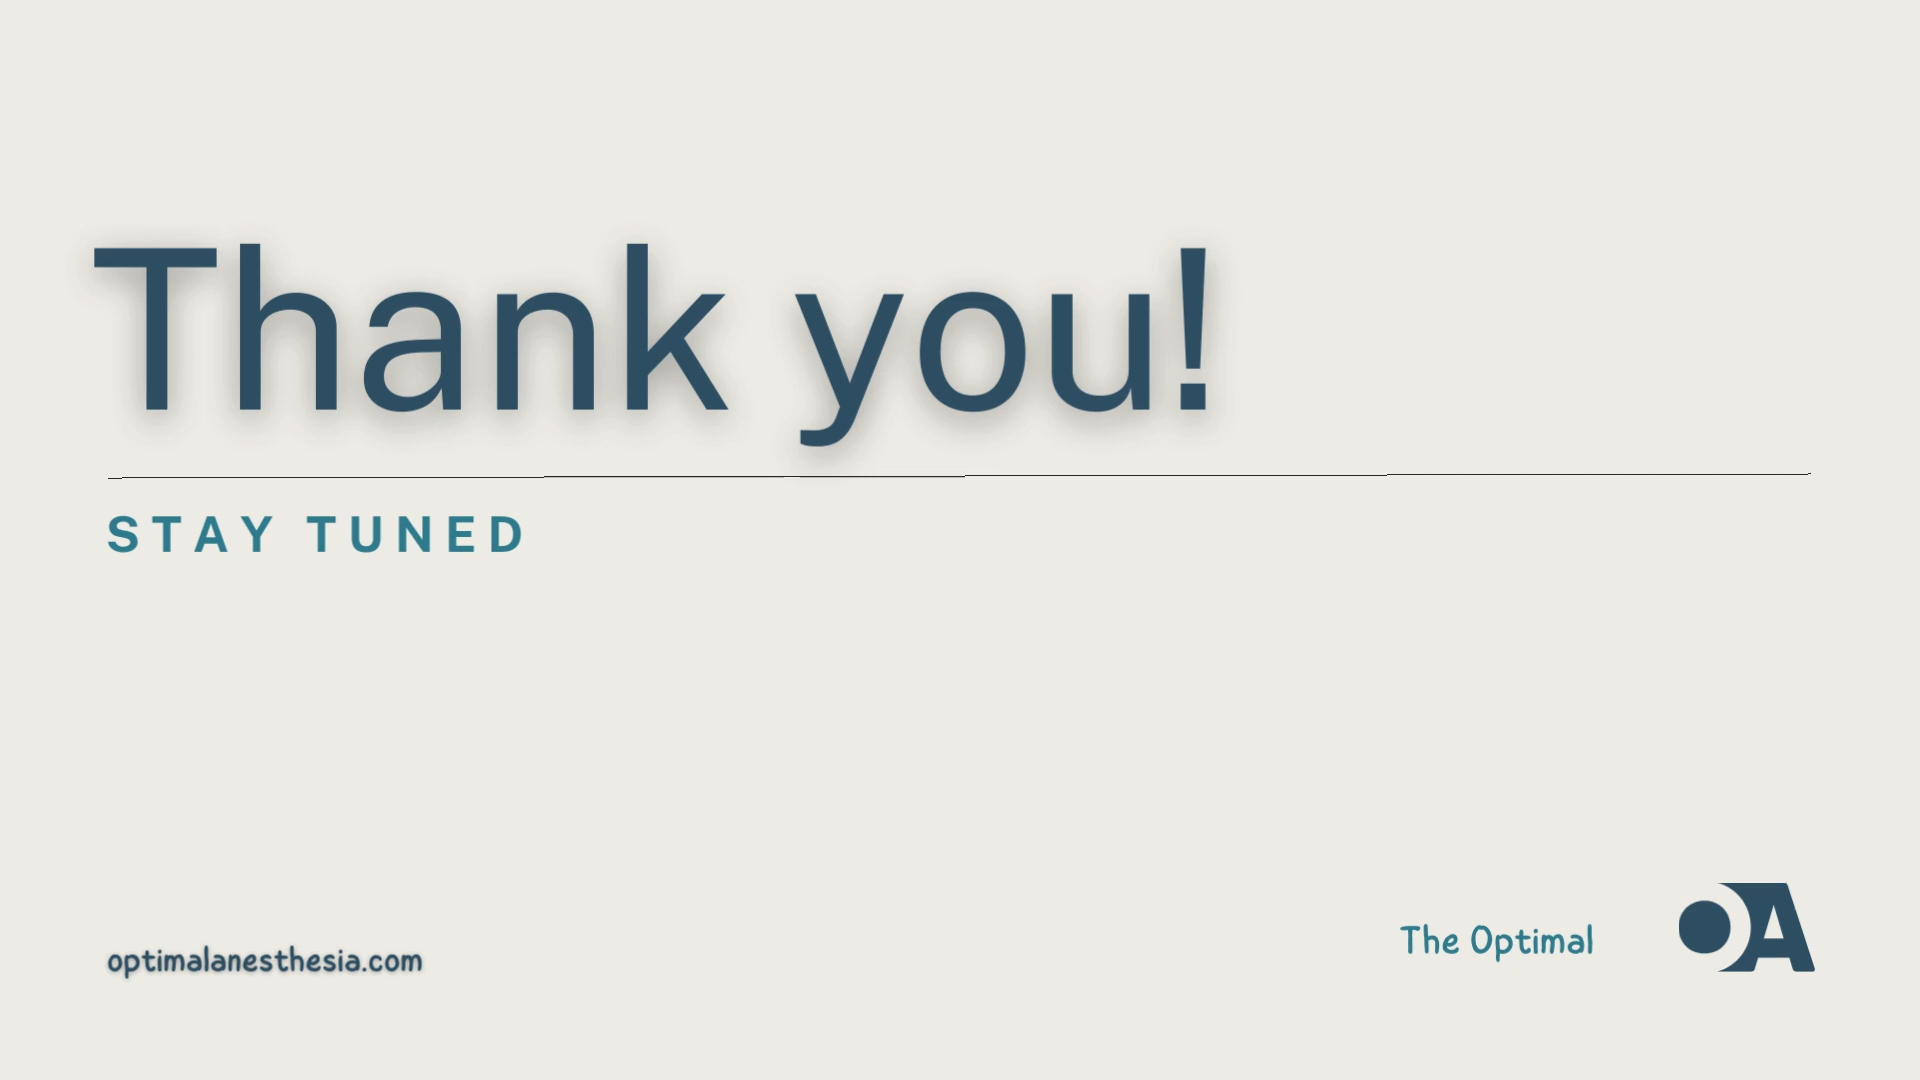 Thank you!
STAY TUNED
optimalanesthesia.com
The Optimal
OA